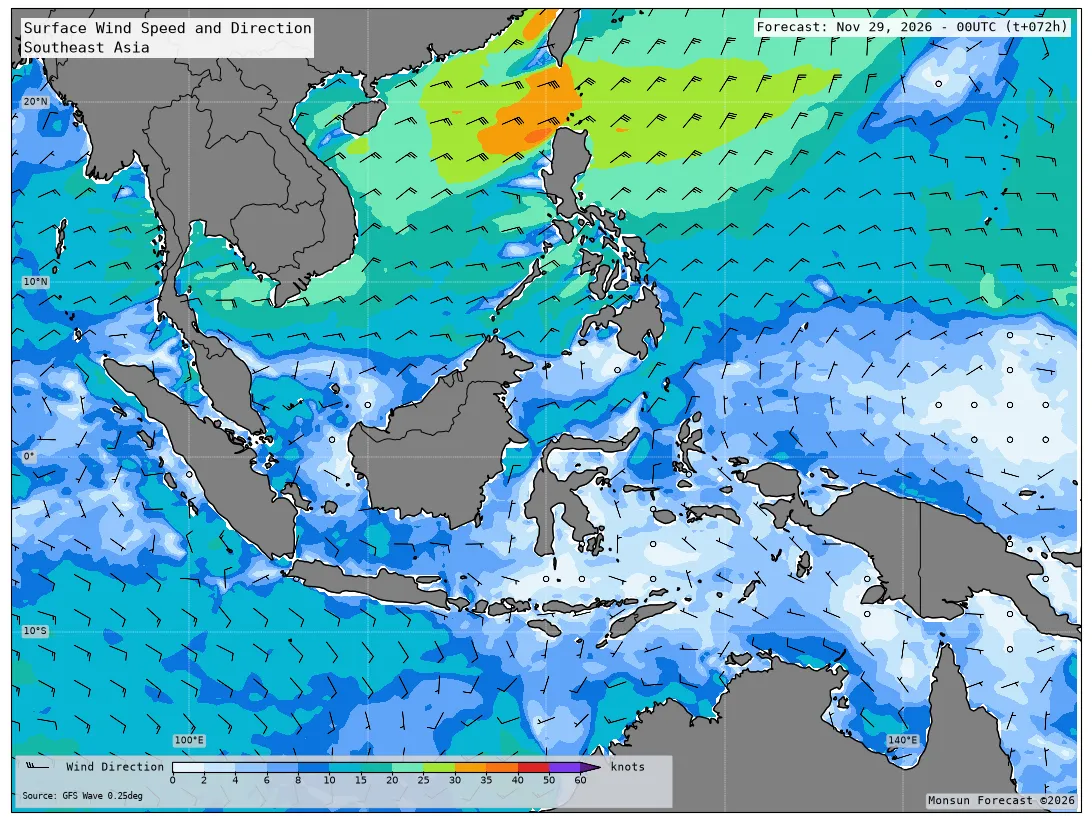 Surface Wind Speed and Direction
Southeast Asia
Forecast: Nov 29, 2026 - 00UTC (t+072h)
20°N
10°N
0°
10°S
100°E
140°E
Wind Direction
0 2 4 6 8 10 15 20 25 30 35 40 50 60
knots
Source: GFS Wave 0.25deg
Monsun Forecast ©2026